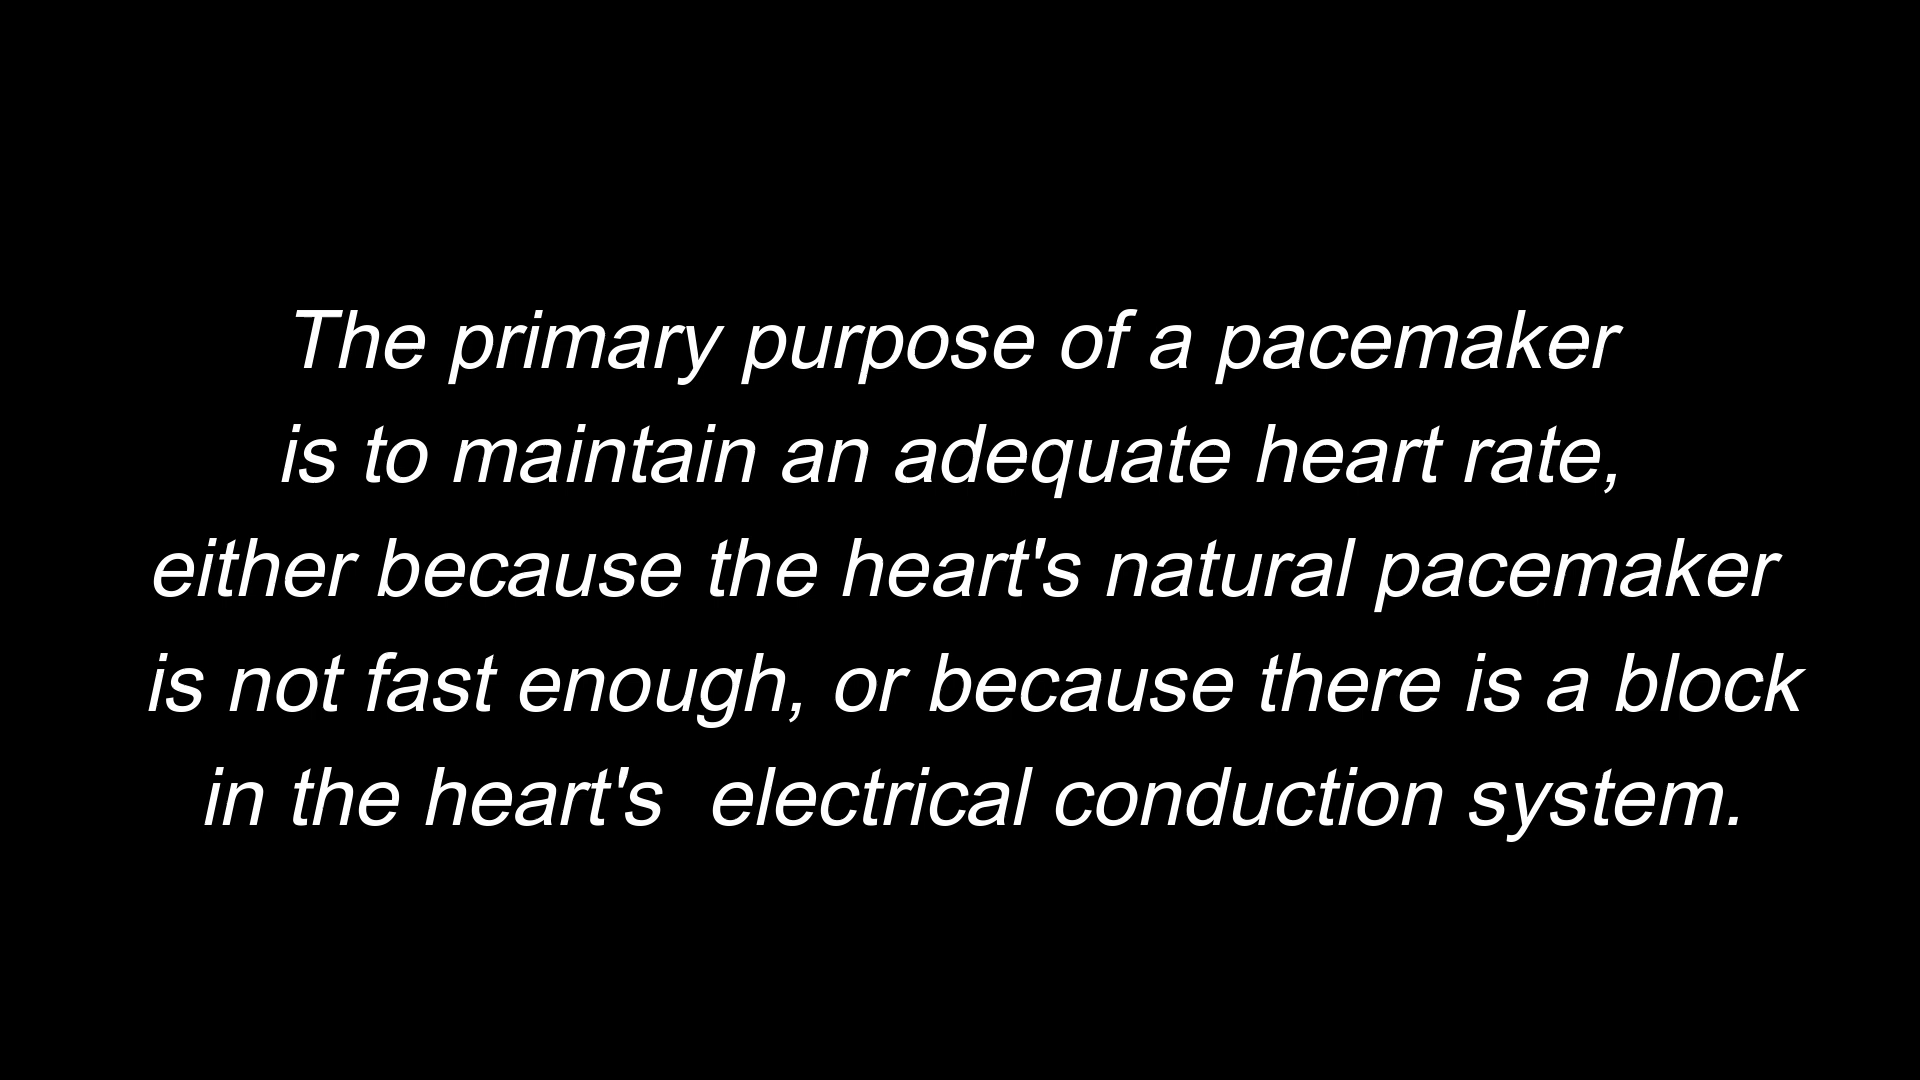 The primary purpose of a pacemaker
is to maintain an adequate heart rate,
either because the heart's natural pacemaker
is not fast enough, or because there is a block
in the heart's  electrical conduction system.